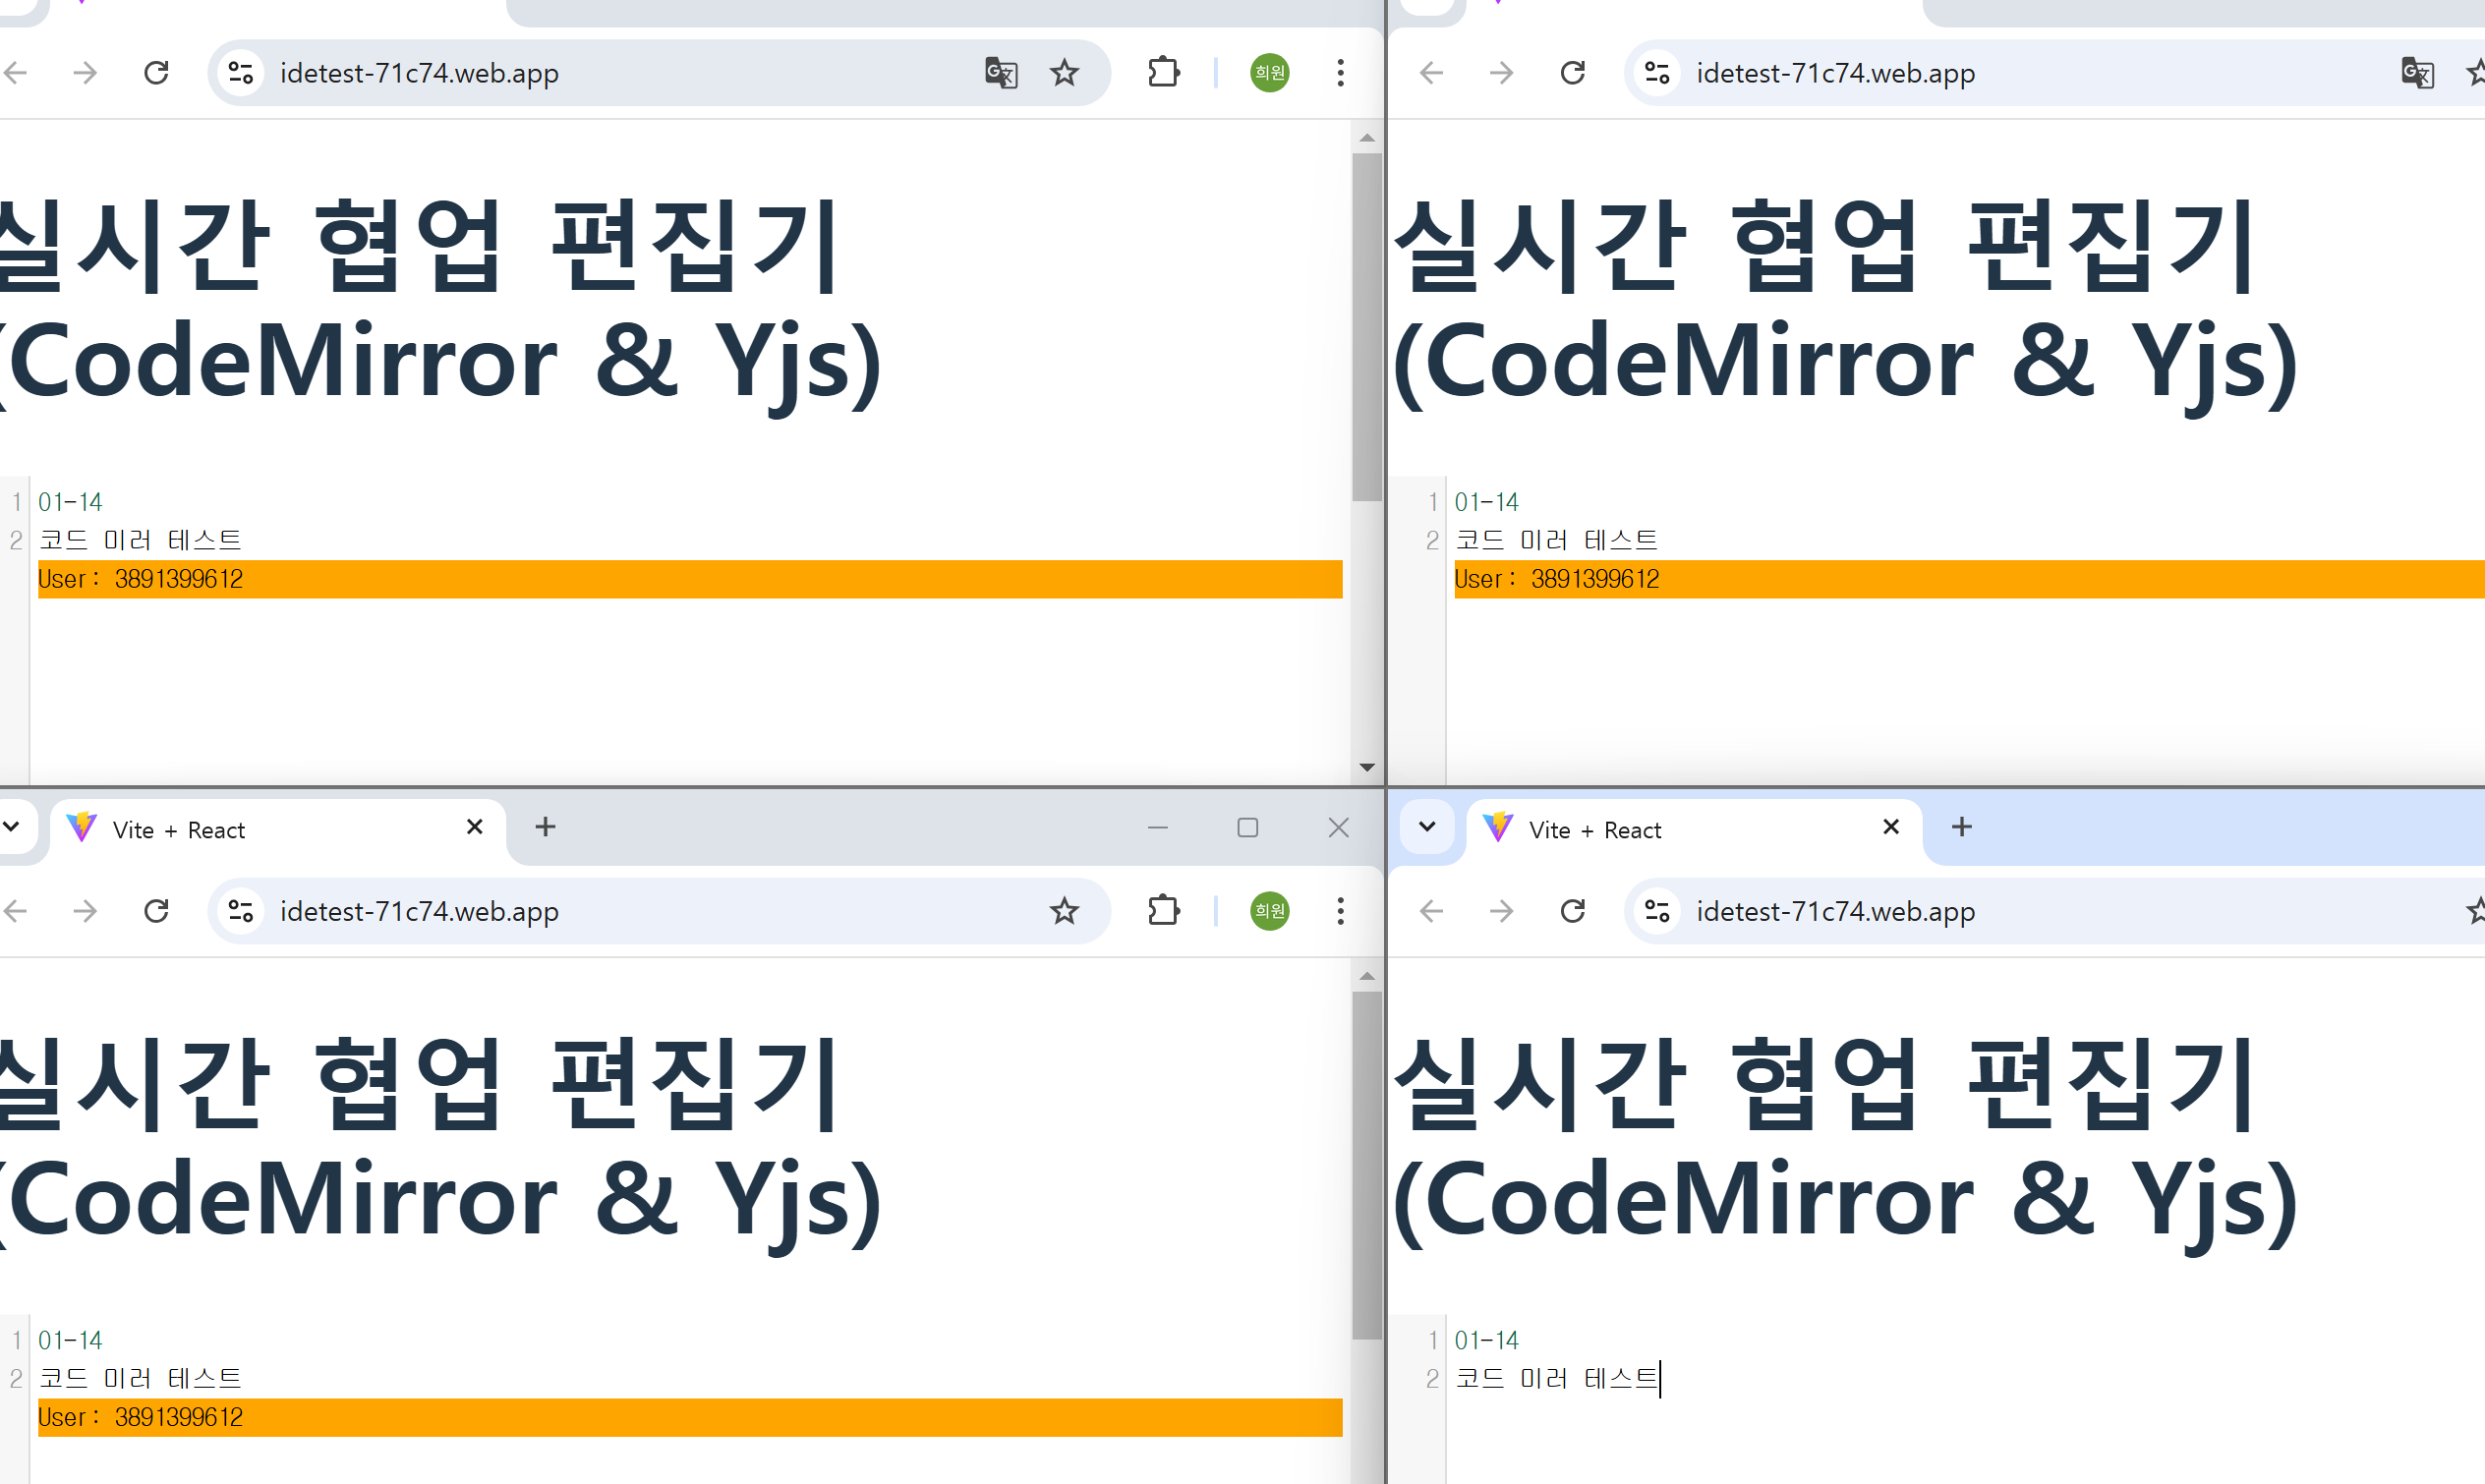 idetest-71c74.web.app
희원
실시간 협업 편집기
(CodeMirror & Yjs)
1 01-14
2 코드 미러 테스트
User: 3891399612
idetest-71c74.web.app
실시간 협업 편집기
(CodeMirror & Yjs)
1 01-14
2 코드 미러 테스트
User: 3891399612
Vite + React
idetest-71c74.web.app
희원
실시간 협업 편집기
(CodeMirror & Yjs)
1 01-14
2 코드 미러 테스트
User: 3891399612
Vite + React
idetest-71c74.web.app
실시간 협업 편집기
(CodeMirror & Yjs)
1 01-14
2 코드 미러 테스트